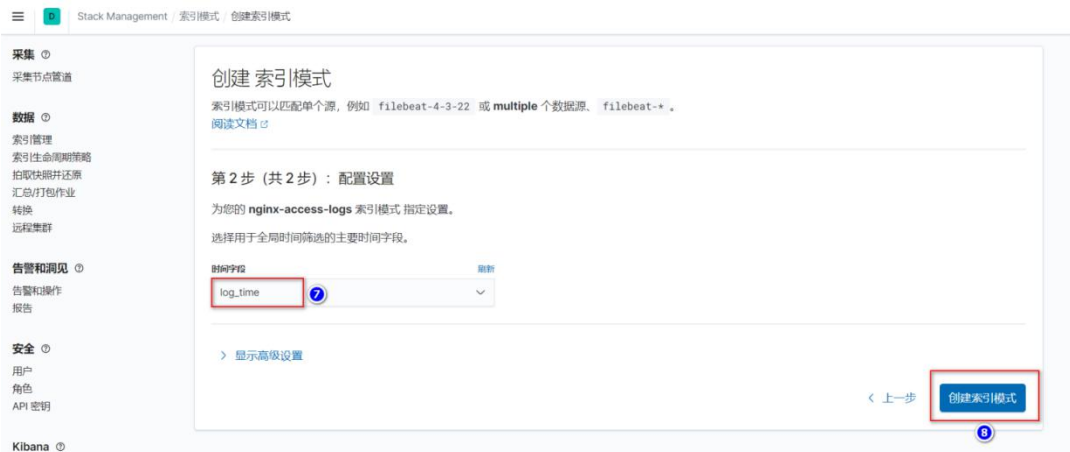 D Stack Management / 索引模式 / 创建索引模式
采集
采集节点管道
数据
索引管理
索引生命周期策略
拍取快照并还原
汇总/打包作业
转换
远程集群
告警和洞见
告警和操作
报告
安全
用户
角色
API 密钥
Kibana
创建 索引模式
索引模式可以匹配单个源，例如 filebeat-4-3-22 或 multiple 个数据源、 filebeat-* 。
阅读文档
第 2 步（共 2 步）：配置设置
为您的 nginx-access-logs 索引模式 指定设置。
选择用于全局时间筛选的主要时间字段。
时间字段 刷新
log_time 7
显示高级设置
上一步 创建索引模式
8